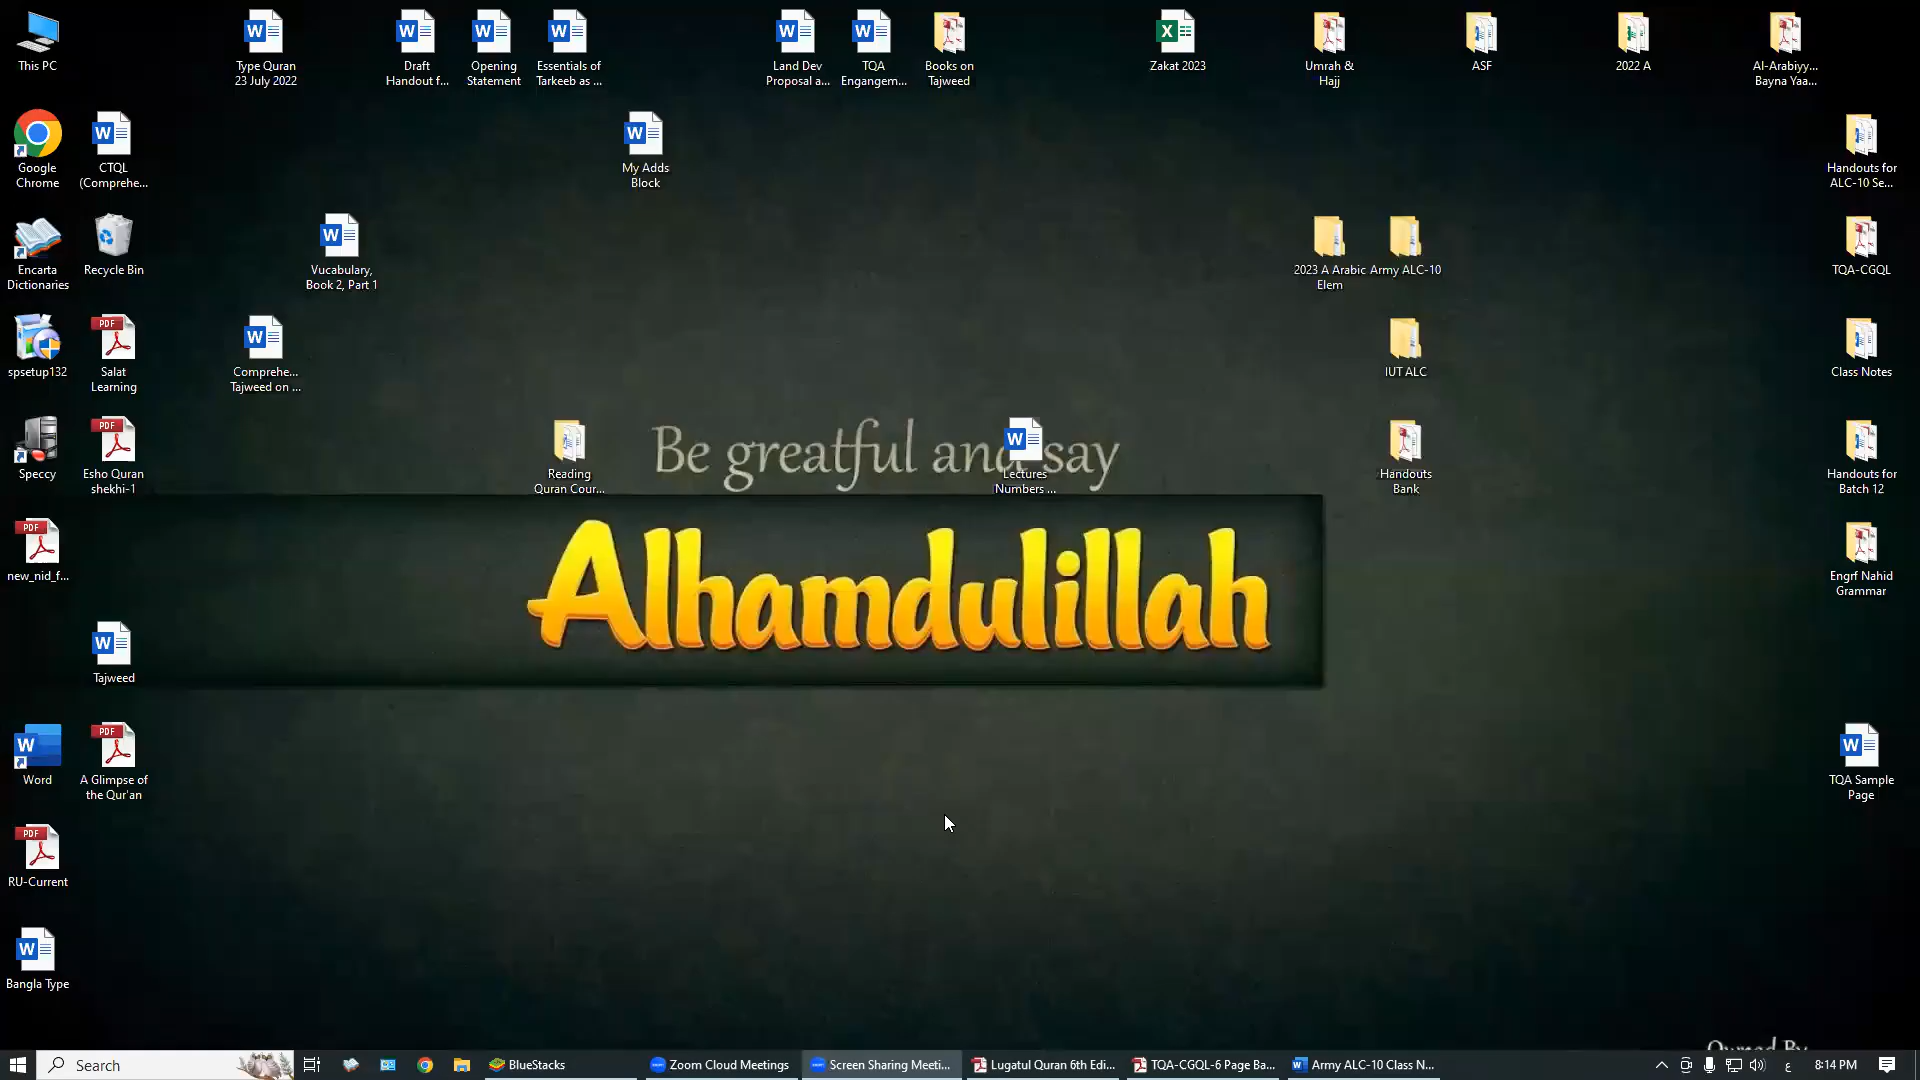 This PC
Type Quran
23 July 2022
Draft
Handout f...
Opening
Statement
Essentials of
Tarkeeb as ...
Land Dev
Proposal a...
TQA
Engangem...
Books on
Tajweed
Zakat 2023
Umrah &
Hajj
ASF
2022 A
Al-Arabiyy...
Bayna Yaa...
Google
Chrome
CTQL
(Comprehe...
My Adds
Block
Handouts for
ALC-10 Se...
Encarta
Dictionaries
Recycle Bin
Vucabulary,
Book 2, Part 1
2023 A Arabic
Elem
Army ALC-10
TQA-CGQL
spsetup132
Salat
Learning
Comprehe...
Tajweed on ...
IUT ALC
Class Notes
Speccy
Esho Quran
shekhi-1
Reading
Quran Cour...
Be greatful and say
Lectures
Numbers ...
Handouts
Bank
Handouts for
Batch 12
Alhamdulillah
new_nid_f...
Engrf Nahid
Grammar
Tajweed
Word
A Glimpse of
the Qur'an
TQA Sample
Page
RU-Current
Bangla Type
Owned By
Search
BlueStacks
Zoom Cloud Meetings
Screen Sharing Meeti...
Lugatul Quran 6th Edi...
TQA-CGQL-6 Page Ba...
Army ALC-10 Class N...
ع
8:14 PM